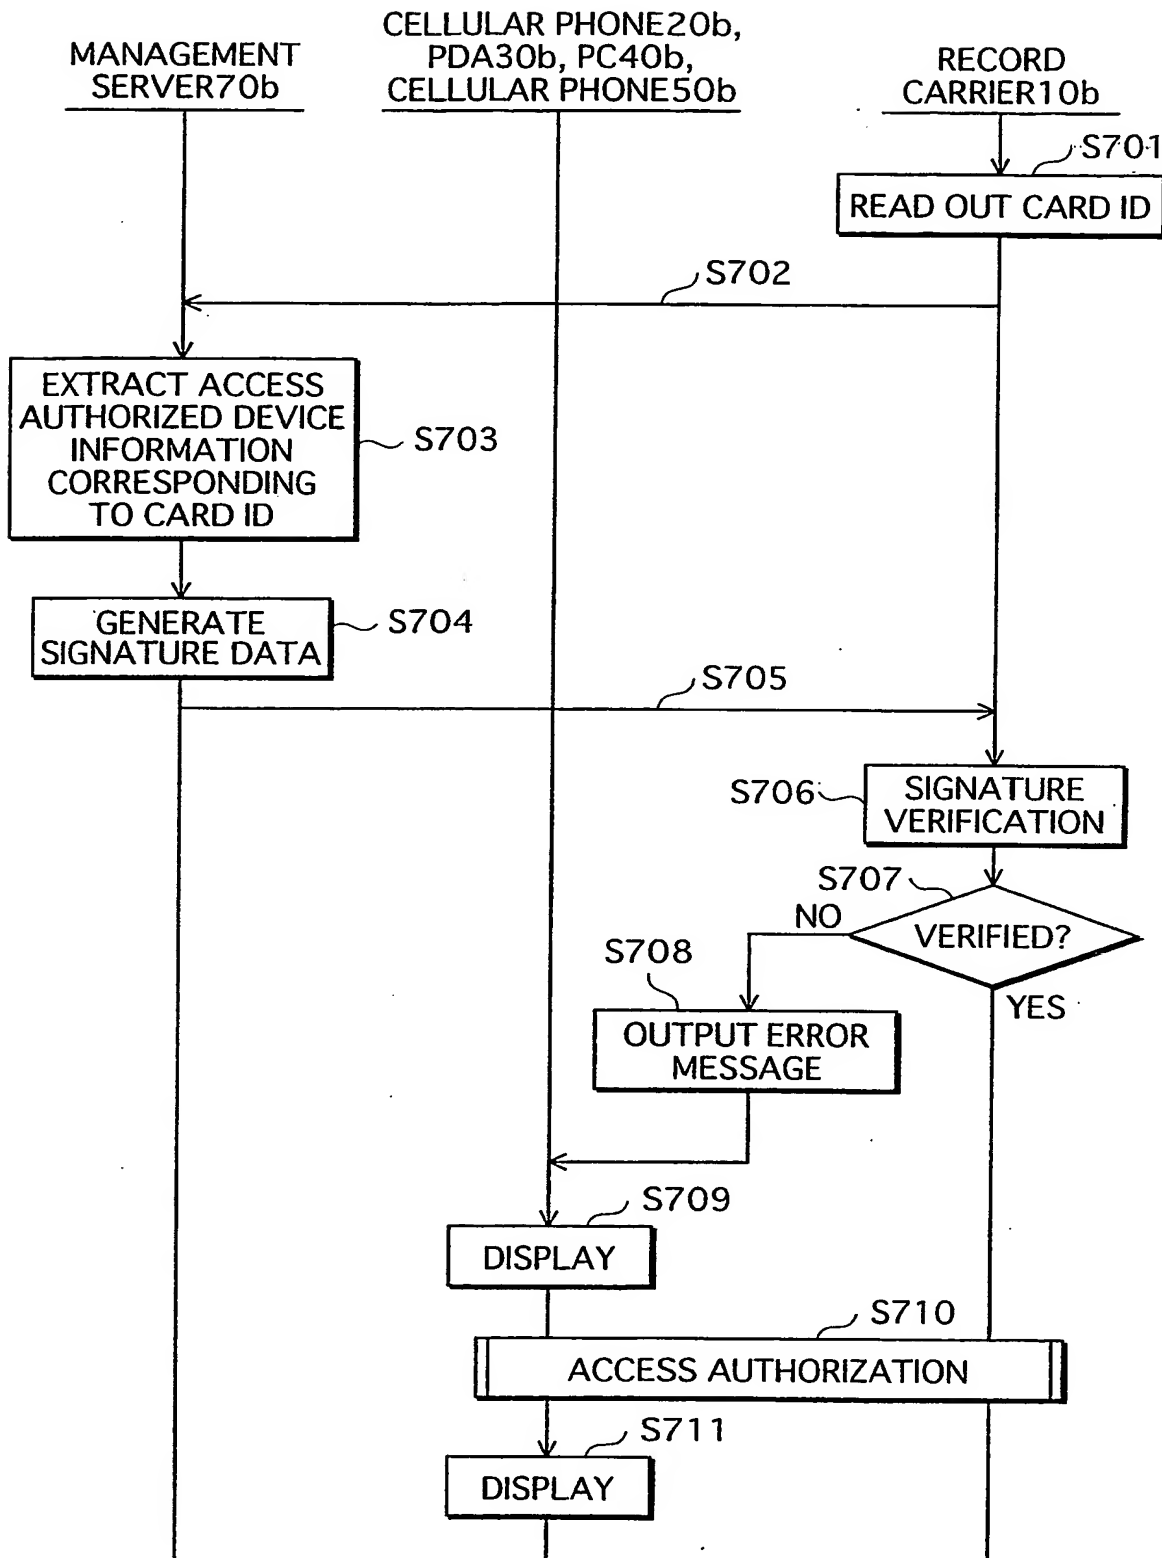 MANAGEMENT
SERVER70b
CELLULAR PHONE20b,
PDA30b, PC40b,
CELLULAR PHONE50b
RECORD
CARRIER10b
S701
READ OUT CARD ID
S702
EXTRACT ACCESS
AUTHORIZED DEVICE
INFORMATION
CORRESPONDING
TO CARD ID
S703
GENERATE
SIGNATURE DATA
S704
S705
S706
SIGNATURE
VERIFICATION
S707
NO
VERIFIED?
YES
S708
OUTPUT ERROR
MESSAGE
S709
DISPLAY
S710
ACCESS AUTHORIZATION
S711
DISPLAY